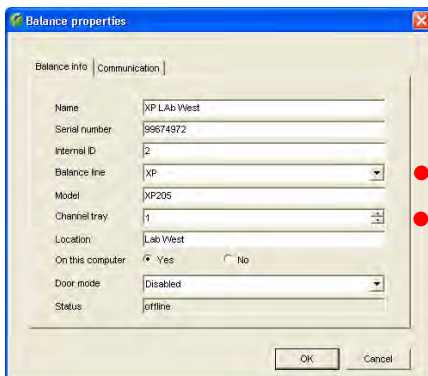 Balance properties
Balance info Communication
Name XP LAb West
Serial number 99674972
Internal ID 2
Balance line XP
Model XP205
Channel tray 1
Location Lab West
On this computer Yes No
Door mode Disabled
Status offline
OK Cancel